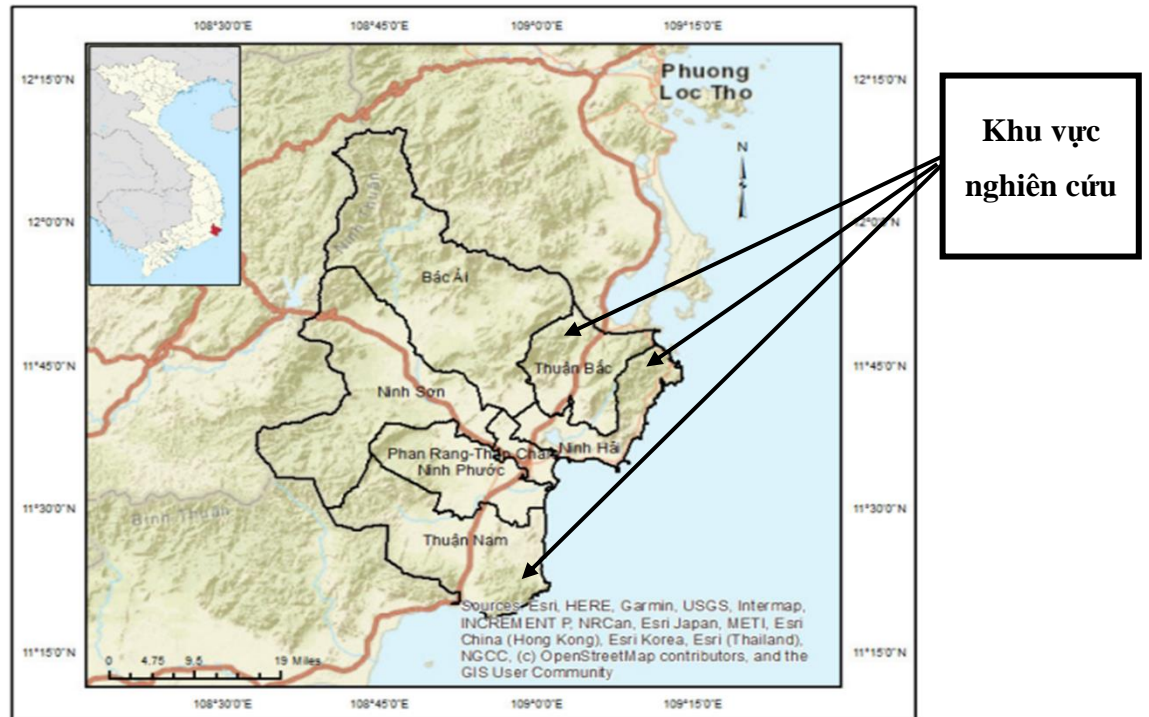 108°30'0"E 108°45'0"E 109°0'0"E 109°15'0"E
12°15'0"N
12°15'0"N
Phuong
Loc Tho
N
Khu vực
nghiên cứu
12°0'0"N
12°0'0"N
Ninh Thuận
Bác Ái
11°45'0"N
11°45'0"N
Thuận Bắc
Ninh Sơn
Ninh Hải
Phan Rang-Tháp Chàm
Ninh Phước
11°30'0"N
11°30'0"N
Bình Thuận
Thuận Nam
Sources: Esri, HERE, Garmin, USGS, Intermap,
INCREMENT P, NRCan, Esri Japan, METI, Esri
China (Hong Kong), Esri Korea, Esri (Thailand),
NGCC, (c) OpenStreetMap contributors, and the
GIS User Community
11°15'0"N
11°15'0"N
0 4.75 9.5 19 Miles
108°30'0"E 108°45'0"E 109°0'0"E 109°15'0"E